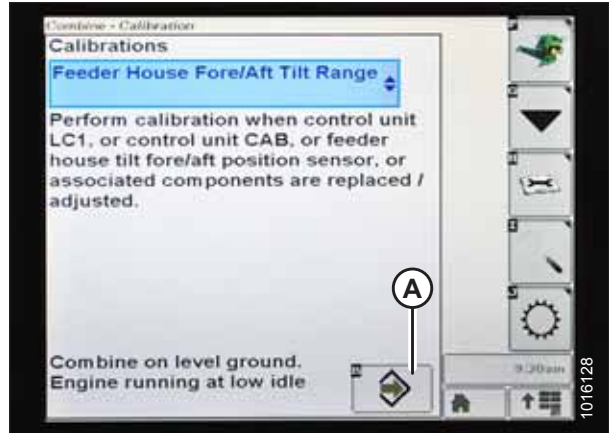 Combine - Calibration
Calibrations
Feeder House Fore/Aft Tilt Range
Perform calibration when control unit
LC1, or control unit CAB, or feeder
house tilt fore/aft position sensor, or
associated components are replaced /
adjusted.
A
Combine on level ground.
Engine running at low idle
9:30am
1016128